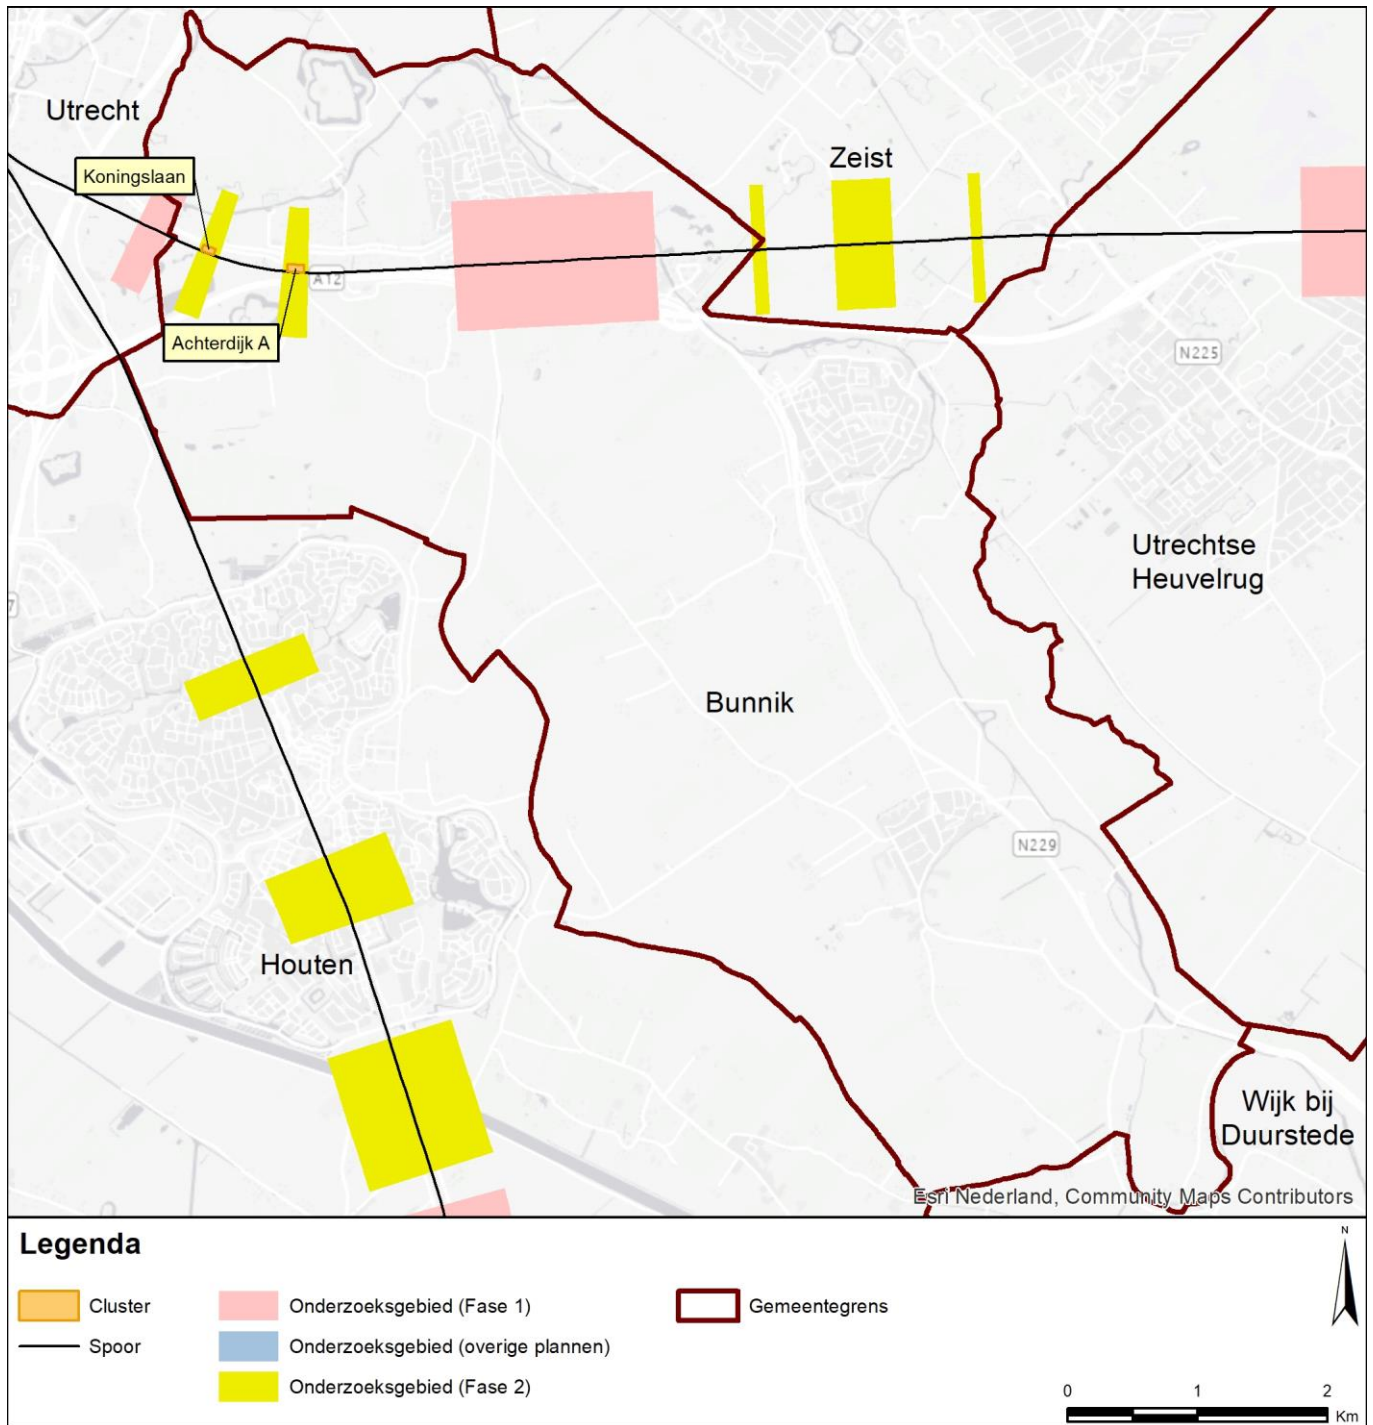 Utrecht
Koningslaan
Zeist
A12
Achterdijk A
N225
Utrechtse
Heuvelrug
Bunnik
N229
Houten
Wijk bij
Duurstede
Esri Nederland, Community Maps Contributors
Legenda
N
Cluster
Onderzoeksgebied (Fase 1)
Gemeentegrens
Spoor
Onderzoeksgebied (overige plannen)
Onderzoeksgebied (Fase 2)
0 1 2
Km